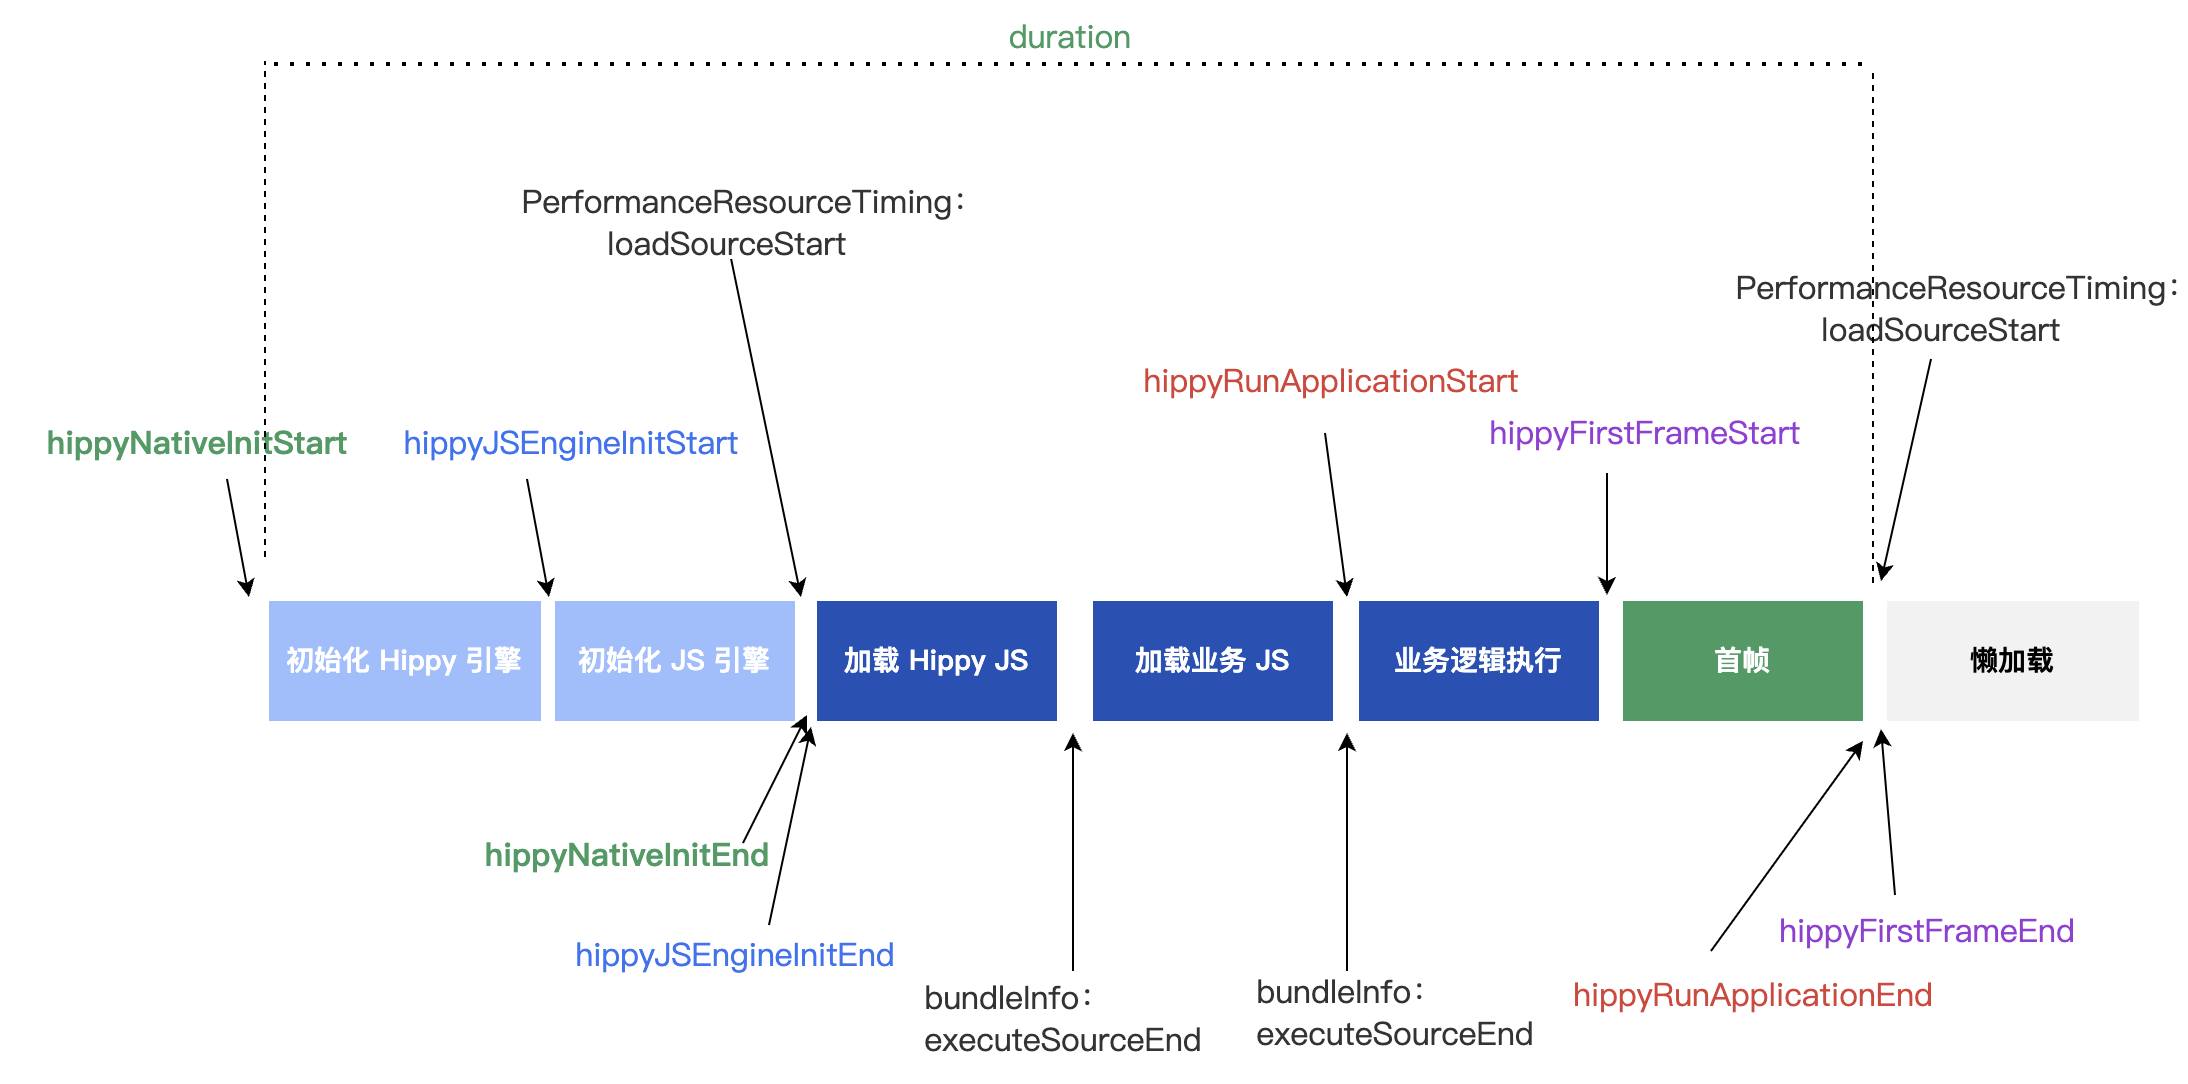 duration
PerformanceResourceTiming：
loadSourceStart
PerformanceResourceTiming：
loadSourceStart
hippyRunApplicationStart
hippyFirstFrameStart
hippyNativeInitStart
hippyJSEngineInitStart
初始化 Hippy 引擎
初始化 JS 引擎
加载 Hippy JS
加载业务 JS
业务逻辑执行
首帧
懒加载
hippyNativeInitEnd
hippyJSEngineInitEnd
bundleInfo：
executeSourceEnd
bundleInfo：
executeSourceEnd
hippyFirstFrameEnd
hippyRunApplicationEnd